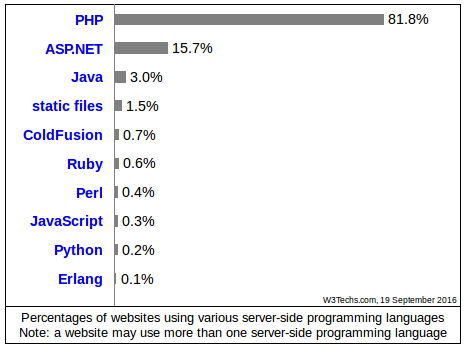 PHP 81.8%
ASP.NET 15.7%
Java 3.0%
static files 1.5%
ColdFusion 0.7%
Ruby 0.6%
Perl 0.4%
JavaScript 0.3%
Python 0.2%
Erlang 0.1%
W3Techs.com, 19 September 2016
Percentages of websites using various server-side programming languages
Note: a website may use more than one server-side programming language